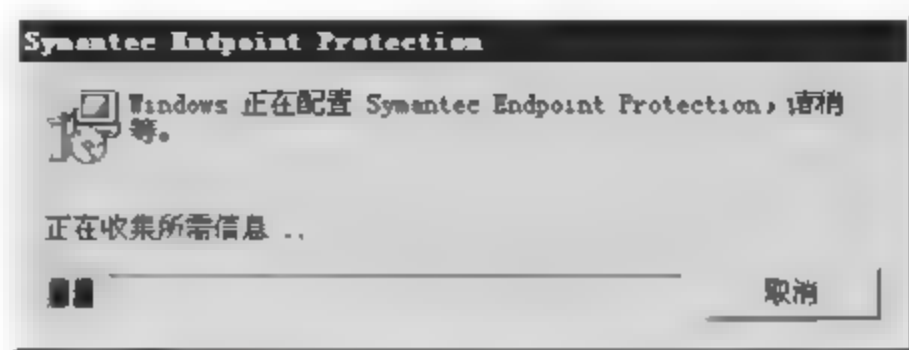 Symantec Endpoint Protection
Windows 正在配置 Symantec Endpoint Protection，请稍
等。
正在收集所需信息 ...
取消